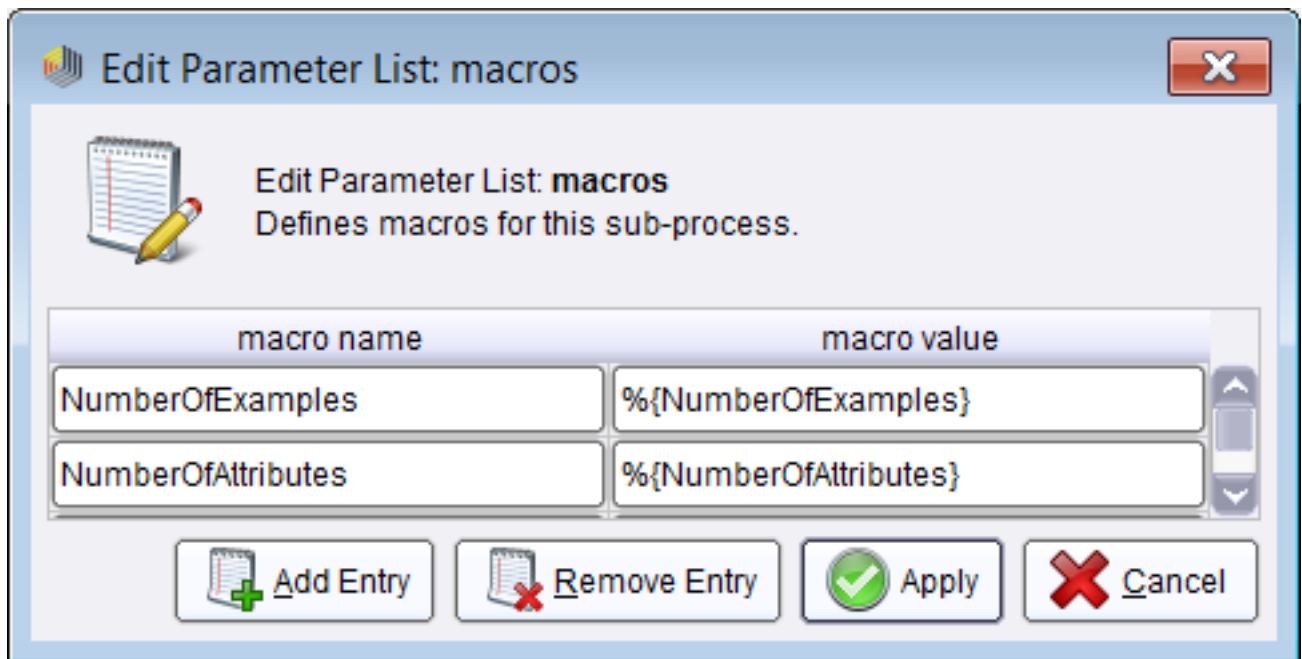 Edit Parameter List: macros
Edit Parameter List: macros
Defines macros for this sub-process.
macro name macro value
NumberOfExamples %{NumberOfExamples}
NumberOfAttributes %{NumberOfAttributes}
Add Entry Remove Entry Apply Cancel